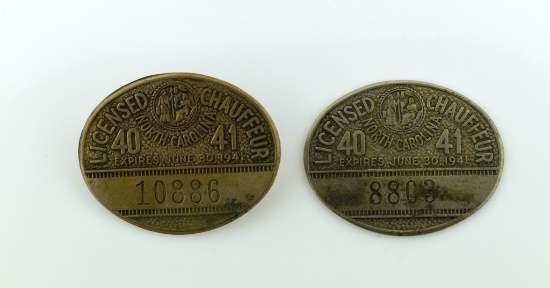 LICENSED CHAUFFEUR
NORTH CAROLINA
40 41
EXPIRES JUNE 30, 1941
10886
LICENSED CHAUFFEUR
NORTH CAROLINA
40 41
EXPIRES JUNE 30, 1941
8803